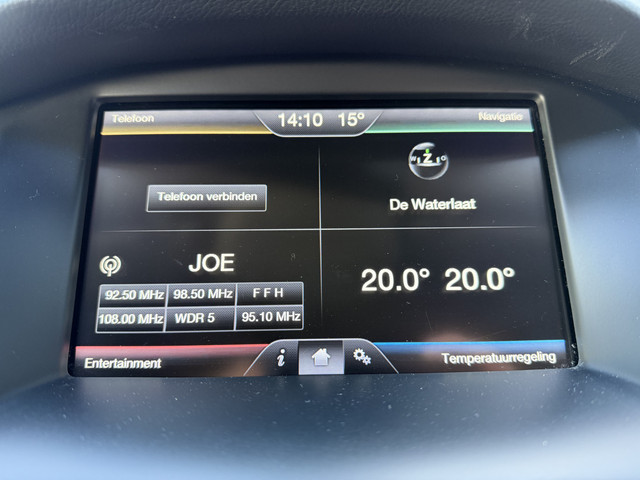 Telefoon
14:10 15°
Navigatie
Telefoon verbinden
W Z O
De Waterlaat
JOE
92.50 MHz 98.50 MHz F F H
108.00 MHz WDR 5 95.10 MHz
20.0° 20.0°
Entertainment
i
Temperatuurregeling